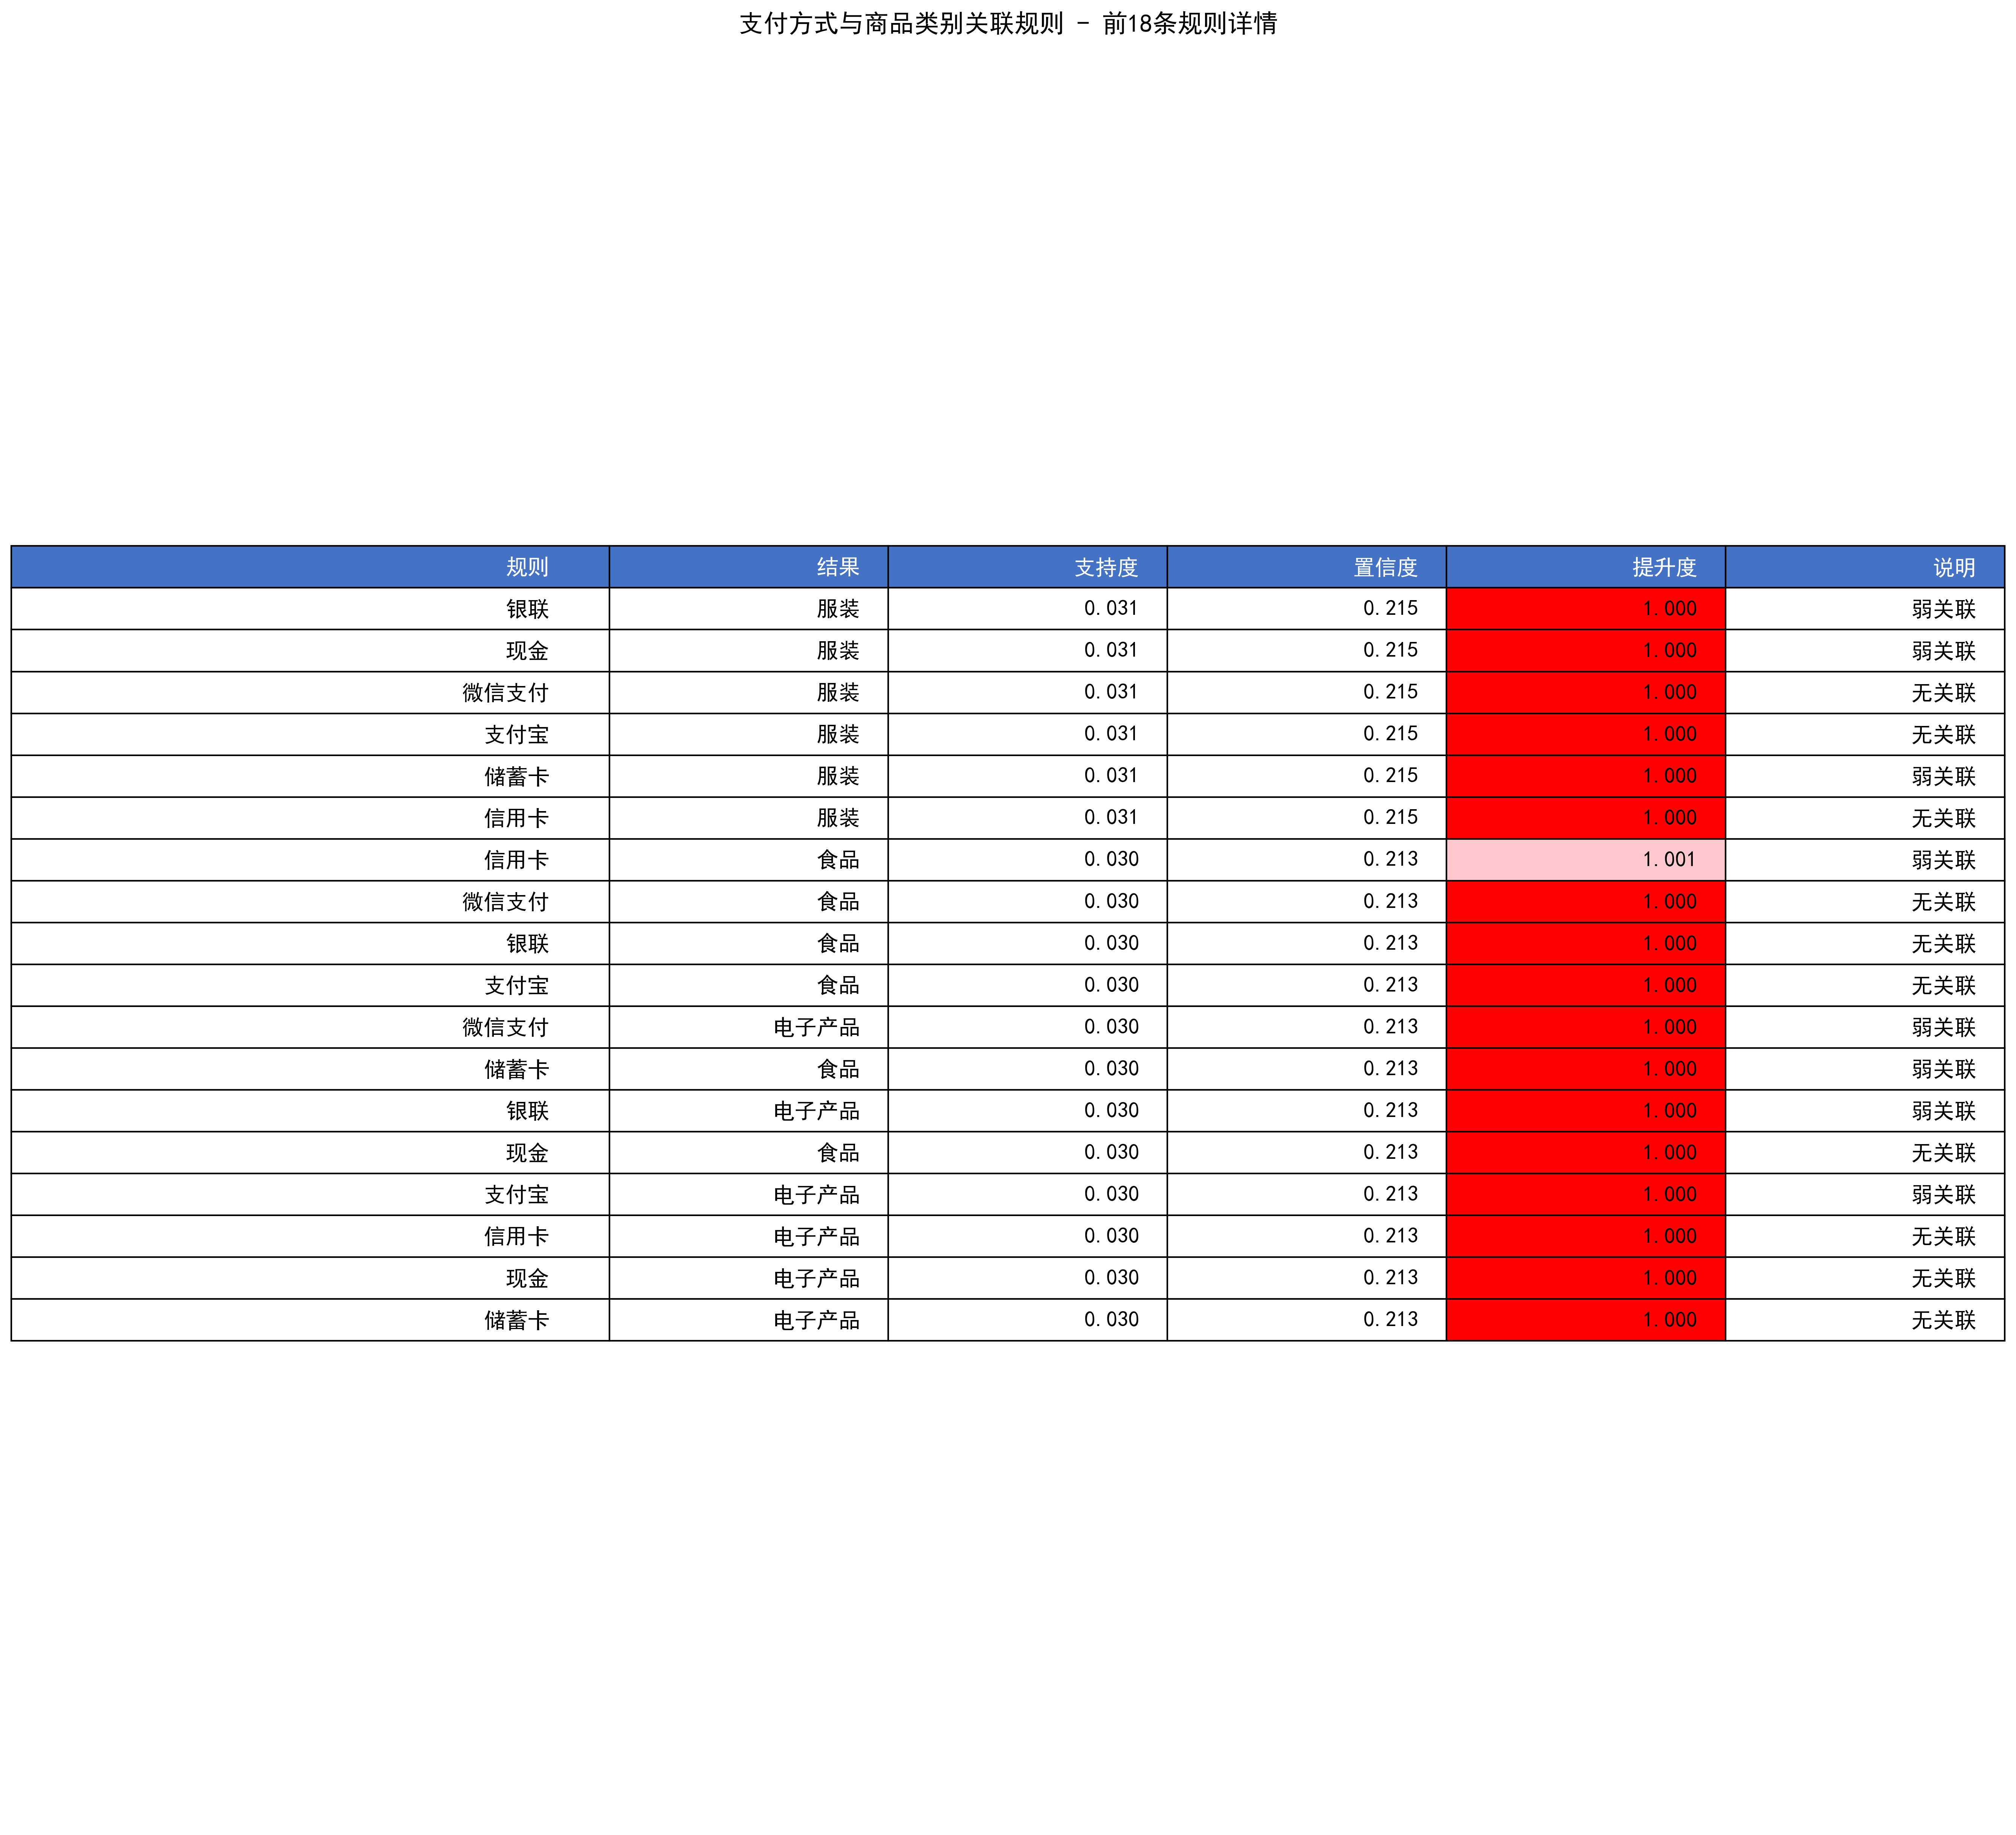 支付方式与商品类别关联规则 - 前18条规则详情
规则 结果 支持度 置信度 提升度 说明
银联 服装 0.031 0.215 1.000 弱关联
现金 服装 0.031 0.215 1.000 弱关联
微信支付 服装 0.031 0.215 1.000 无关联
支付宝 服装 0.031 0.215 1.000 无关联
储蓄卡 服装 0.031 0.215 1.000 弱关联
信用卡 服装 0.031 0.215 1.000 无关联
信用卡 食品 0.030 0.213 1.001 弱关联
微信支付 食品 0.030 0.213 1.000 无关联
银联 食品 0.030 0.213 1.000 无关联
支付宝 食品 0.030 0.213 1.000 无关联
微信支付 电子产品 0.030 0.213 1.000 弱关联
储蓄卡 食品 0.030 0.213 1.000 弱关联
银联 电子产品 0.030 0.213 1.000 弱关联
现金 食品 0.030 0.213 1.000 无关联
支付宝 电子产品 0.030 0.213 1.000 弱关联
信用卡 电子产品 0.030 0.213 1.000 无关联
现金 电子产品 0.030 0.213 1.000 无关联
储蓄卡 电子产品 0.030 0.213 1.000 无关联